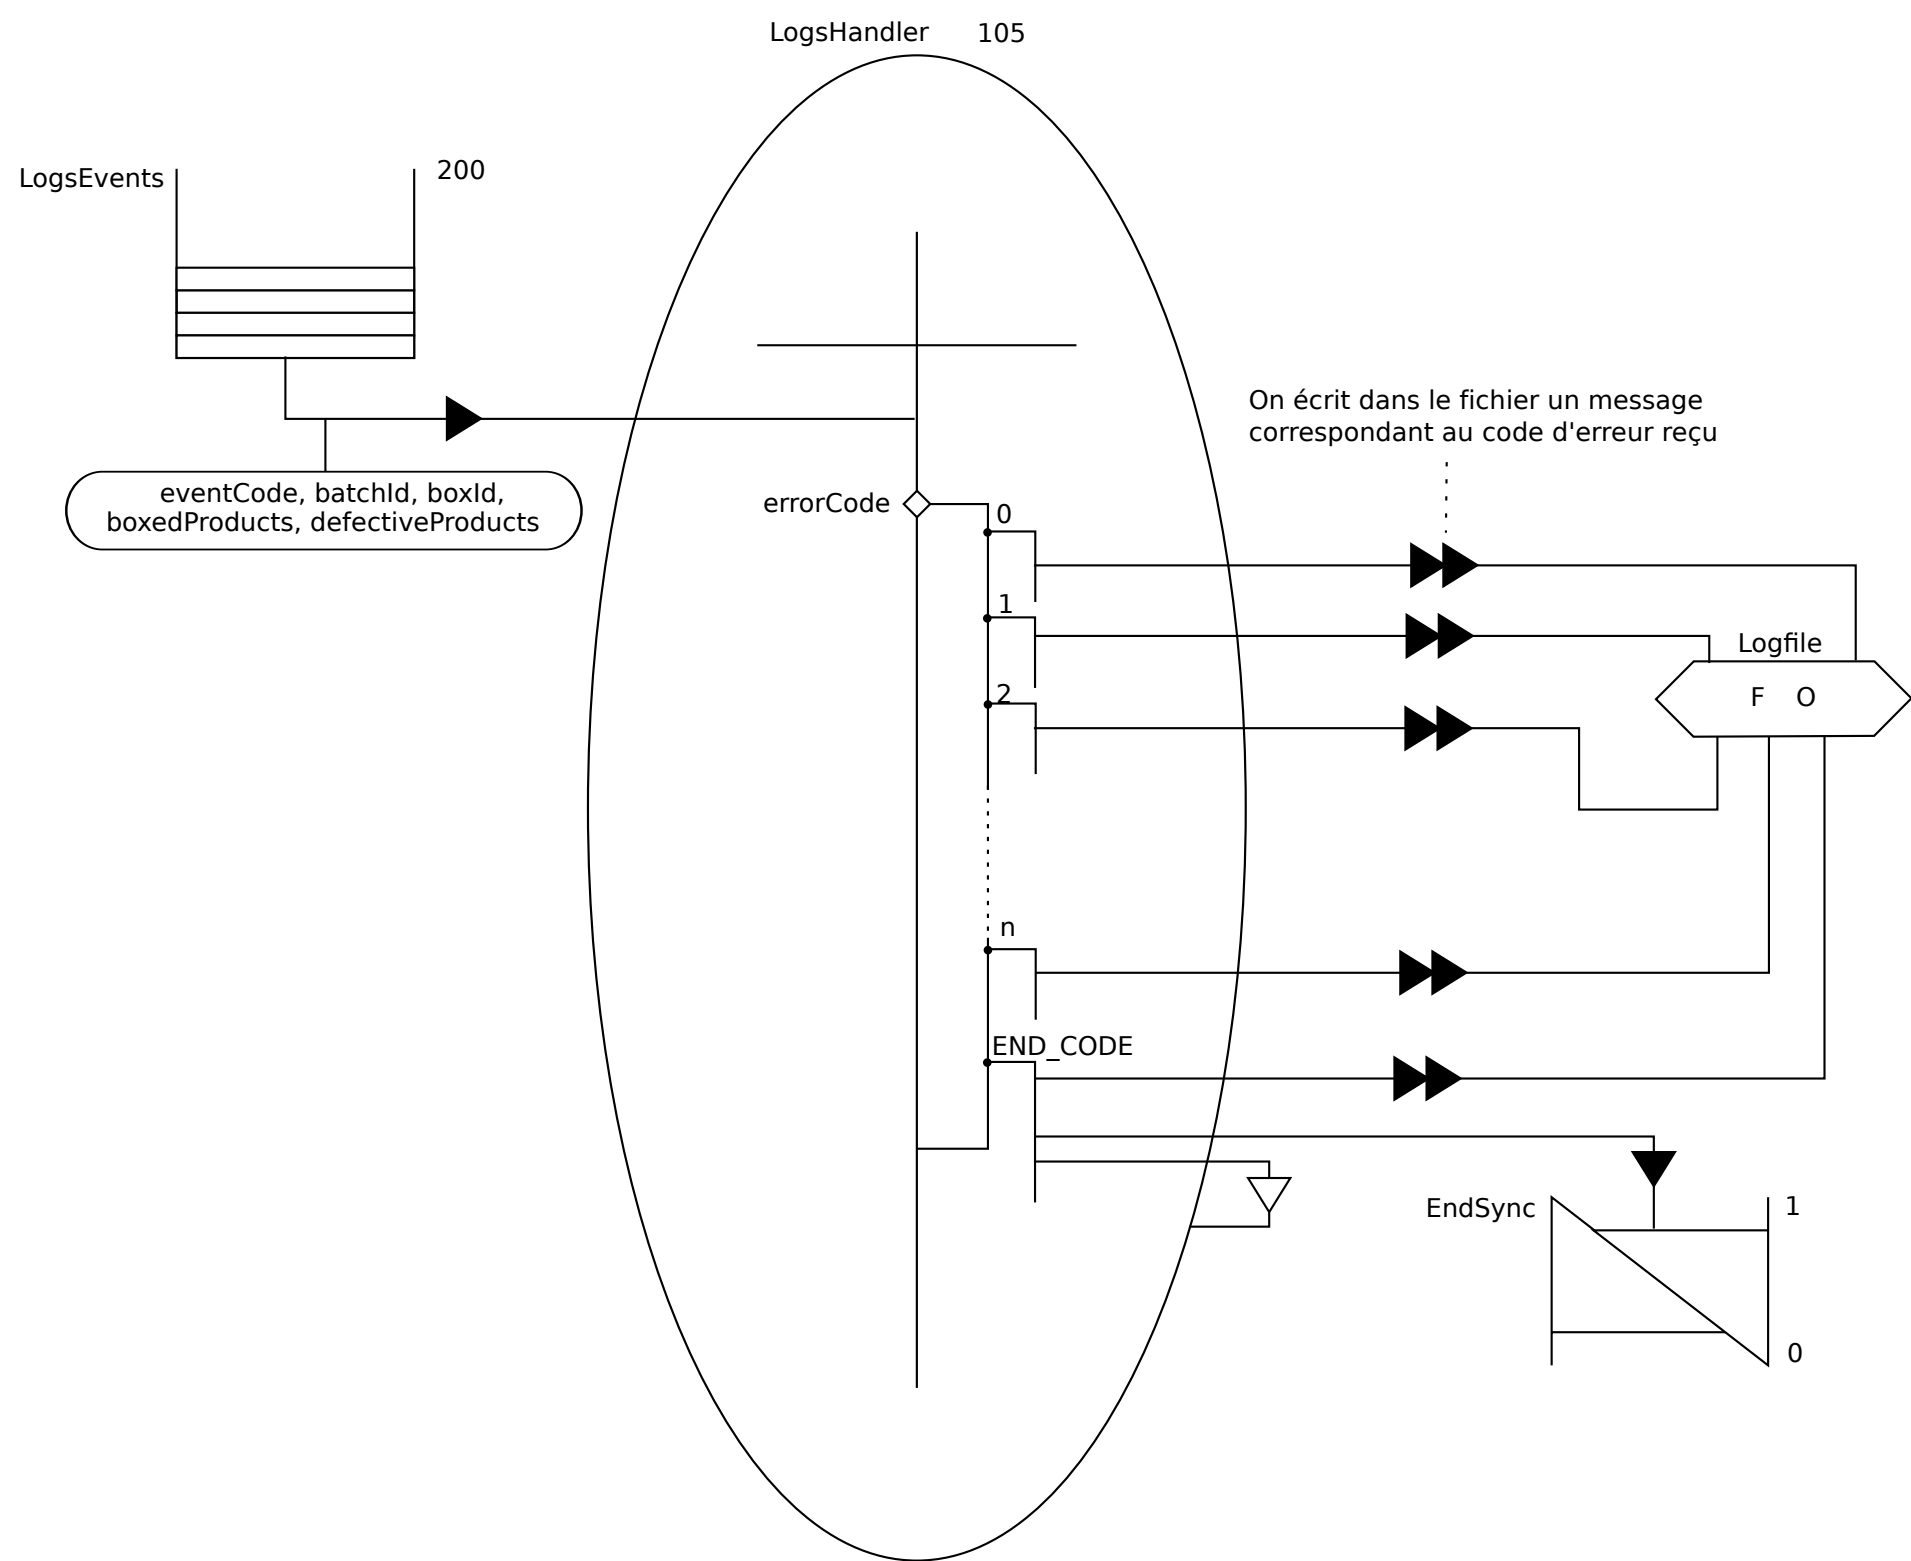 LogsHandler 105
LogsEvents
200
eventCode, batchId, boxId,
boxedProducts, defectiveProducts
On écrit dans le fichier un message
correspondant au code d'erreur reçu
errorCode
0
1
2
n
END_CODE
Logfile
F O
EndSync
1
0